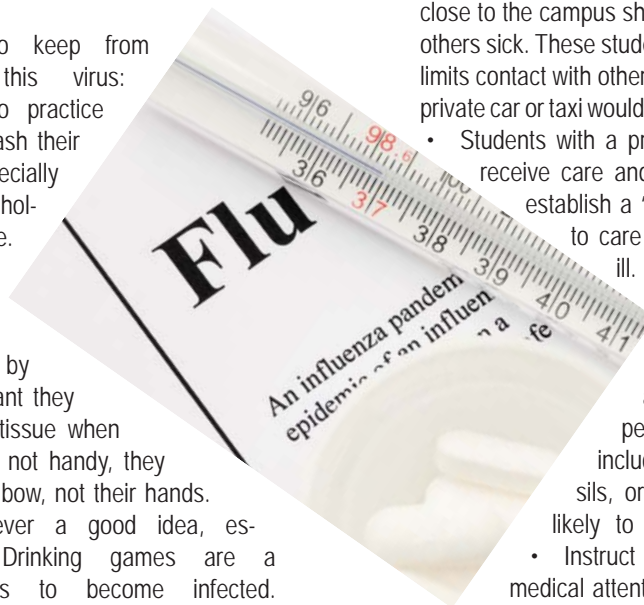 o keep from
this virus:
o practice
ash their
ecially
hol-
e.
by
ant they
tissue when
not handy, they
bow, not their hands.
ever a good idea, es-
Drinking games are a
s to become infected.
96 98.6 100
36 37 38 39 40 41
Flu
An influenza pandem
epidemic of an influen
n a
fe
close to the campus sh
others sick. These stude
limits contact with other
private car or taxi would
• Students with a pr
receive care and
establish a “
to care
ill.
pe
includ
sils, or
likely to
• Instruct
medical attent